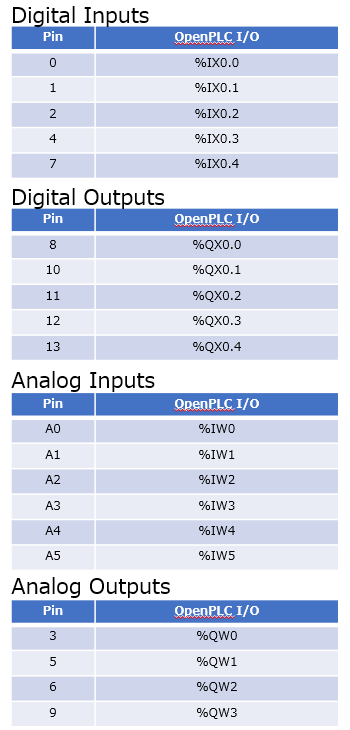 Digital Inputs
Pin OpenPLC I/O
0 %IX0.0
1 %IX0.1
2 %IX0.2
4 %IX0.3
7 %IX0.4
Digital Outputs
Pin OpenPLC I/O
8 %QX0.0
10 %QX0.1
11 %QX0.2
12 %QX0.3
13 %QX0.4
Analog Inputs
Pin OpenPLC I/O
A0 %IW0
A1 %IW1
A2 %IW2
A3 %IW3
A4 %IW4
A5 %IW5
Analog Outputs
Pin OpenPLC I/O
3 %QW0
5 %QW1
6 %QW2
9 %QW3